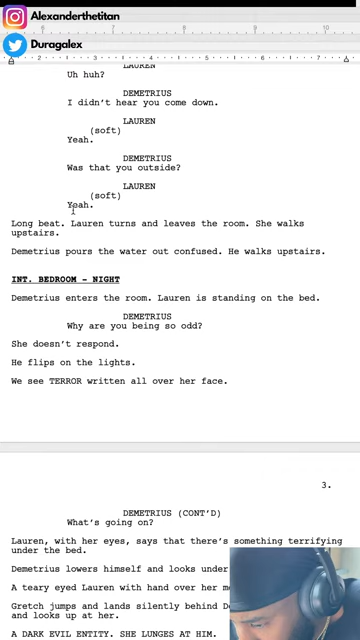 Alexanderthetitan
Duragalex
LAUREN
Uh huh?
DEMETRIUS
I didn't hear you come down.
LAUREN
(soft)
Yeah.
DEMETRIUS
Was that you outside?
LAUREN
(soft)
Yeah.
Long beat. Lauren turns and leaves the room. She walks
upstairs.
Demetrius pours the water out confused. He walks upstairs.
INT. BEDROOM - NIGHT
Demetrius enters the room. Lauren is standing on the bed.
DEMETRIUS
Why are you being so odd?
She doesn't respond.
He flips on the lights.
We see TERROR written all over her face.
3.
DEMETRIUS (CONT'D)
What's going on?
Lauren, with her eyes, says that there's something terrifying
under the bed.
Demetrius lowers himself and looks under
A teary eyed Lauren with hand over her
Gretch jumps and lands silently behind
and looks up at her.
A DARK EVIL ENTITY. SHE LUNGES AT HIM.